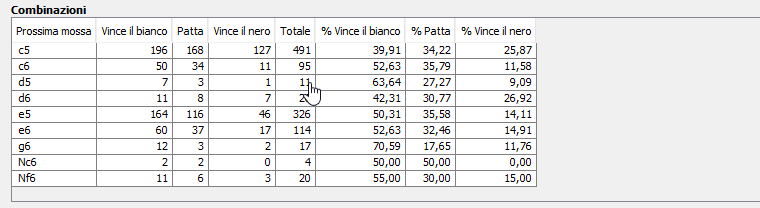 Combinazioni
Prossima mossa Vince il bianco Patta Vince il nero Totale % Vince il bianco % Patta % Vince il nero
c5 196 168 127 491 39,91 34,22 25,87
c6 50 34 11 95 52,63 35,79 11,58
d5 7 3 1 11 63,64 27,27 9,09
d6 11 8 7 42,31 30,77 26,92
e5 164 116 46 326 50,31 35,58 14,11
e6 60 37 17 114 52,63 32,46 14,91
g6 12 3 2 17 70,59 17,65 11,76
Nc6 2 2 0 4 50,00 50,00 0,00
Nf6 11 6 3 20 55,00 30,00 15,00